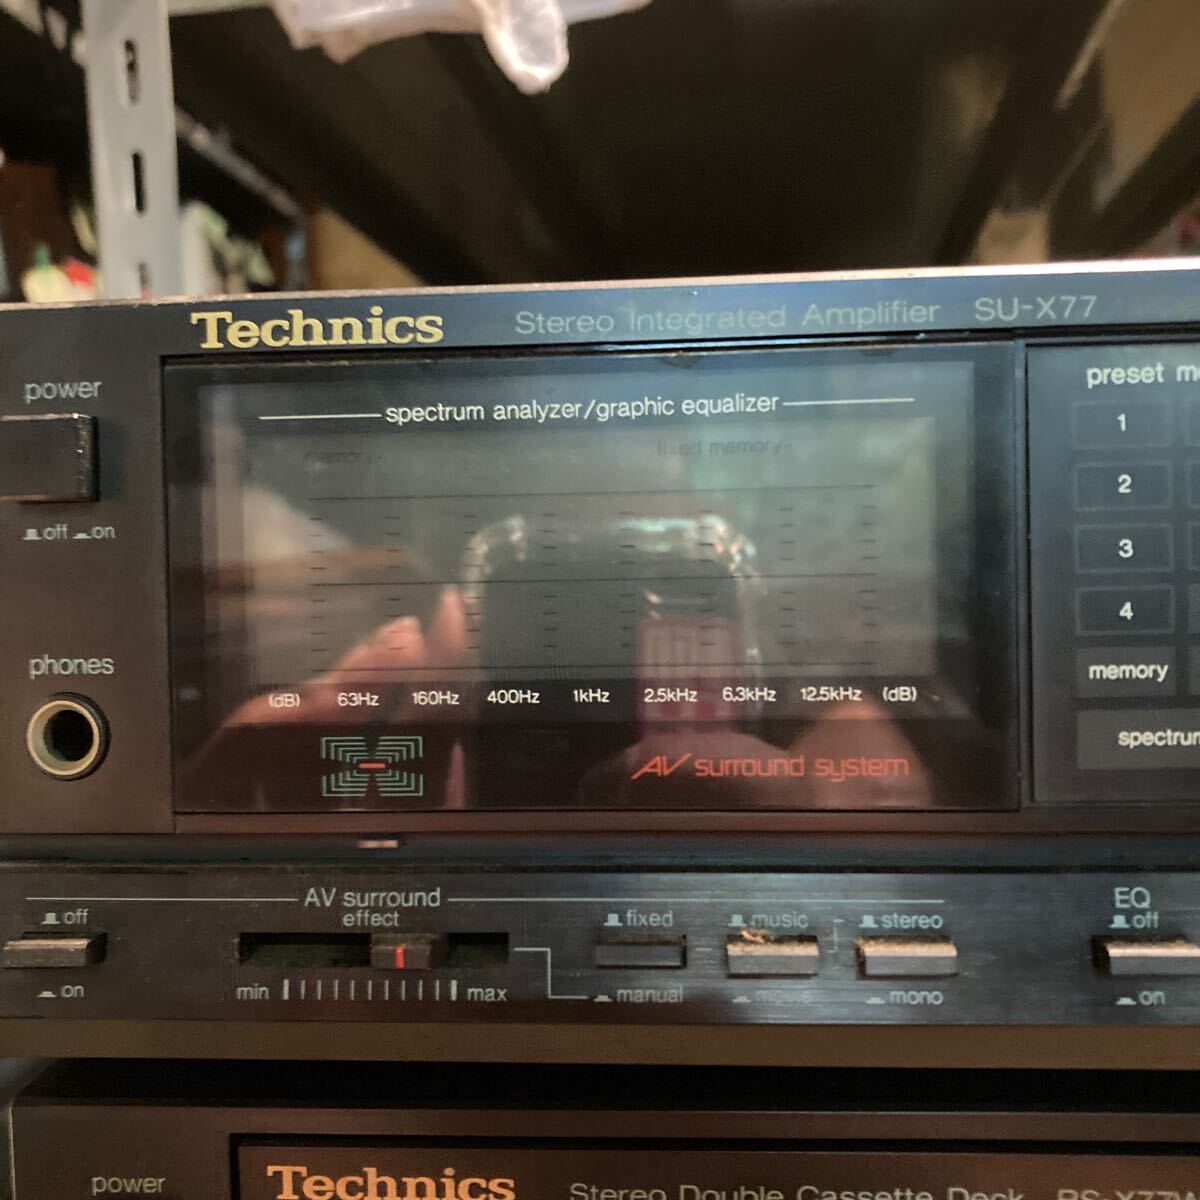 Technics Stereo Integrated Amplifier SU-X77
power
off on
phones
spectrum analyzer/graphic equalizer
memory
fixed memory
(dB) 63Hz 160Hz 400Hz 1kHz 2.5kHz 6.3kHz 12.5kHz (dB)
AV surround system
preset
1
2
3
4
memory
AV surround
effect
off
on
min max
fixed
manual
music
movie
stereo
mono
EQ
off
on
power
Technics Stereo Double Cassette Deck